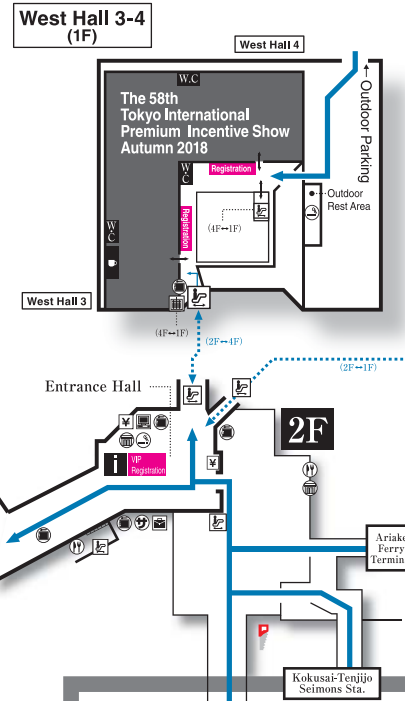 West Hall 3-4
(1F)
West Hall 4
W.C
The 58th
Tokyo International
Premium Incentive Show
Autumn 2018
Outdoor Parking
W.C
Registration
Registration
Outdoor
Rest Area
(4F↔1F)
W.C
West Hall 3
(4F↔1F)
(2F↔4F)
(2F↔1F)
Entrance Hall
¥
2F
i
VIP
Registration
¥
Ariake
Ferry
Termin
P
Kokusai-Tenjijo
Seimons Sta.